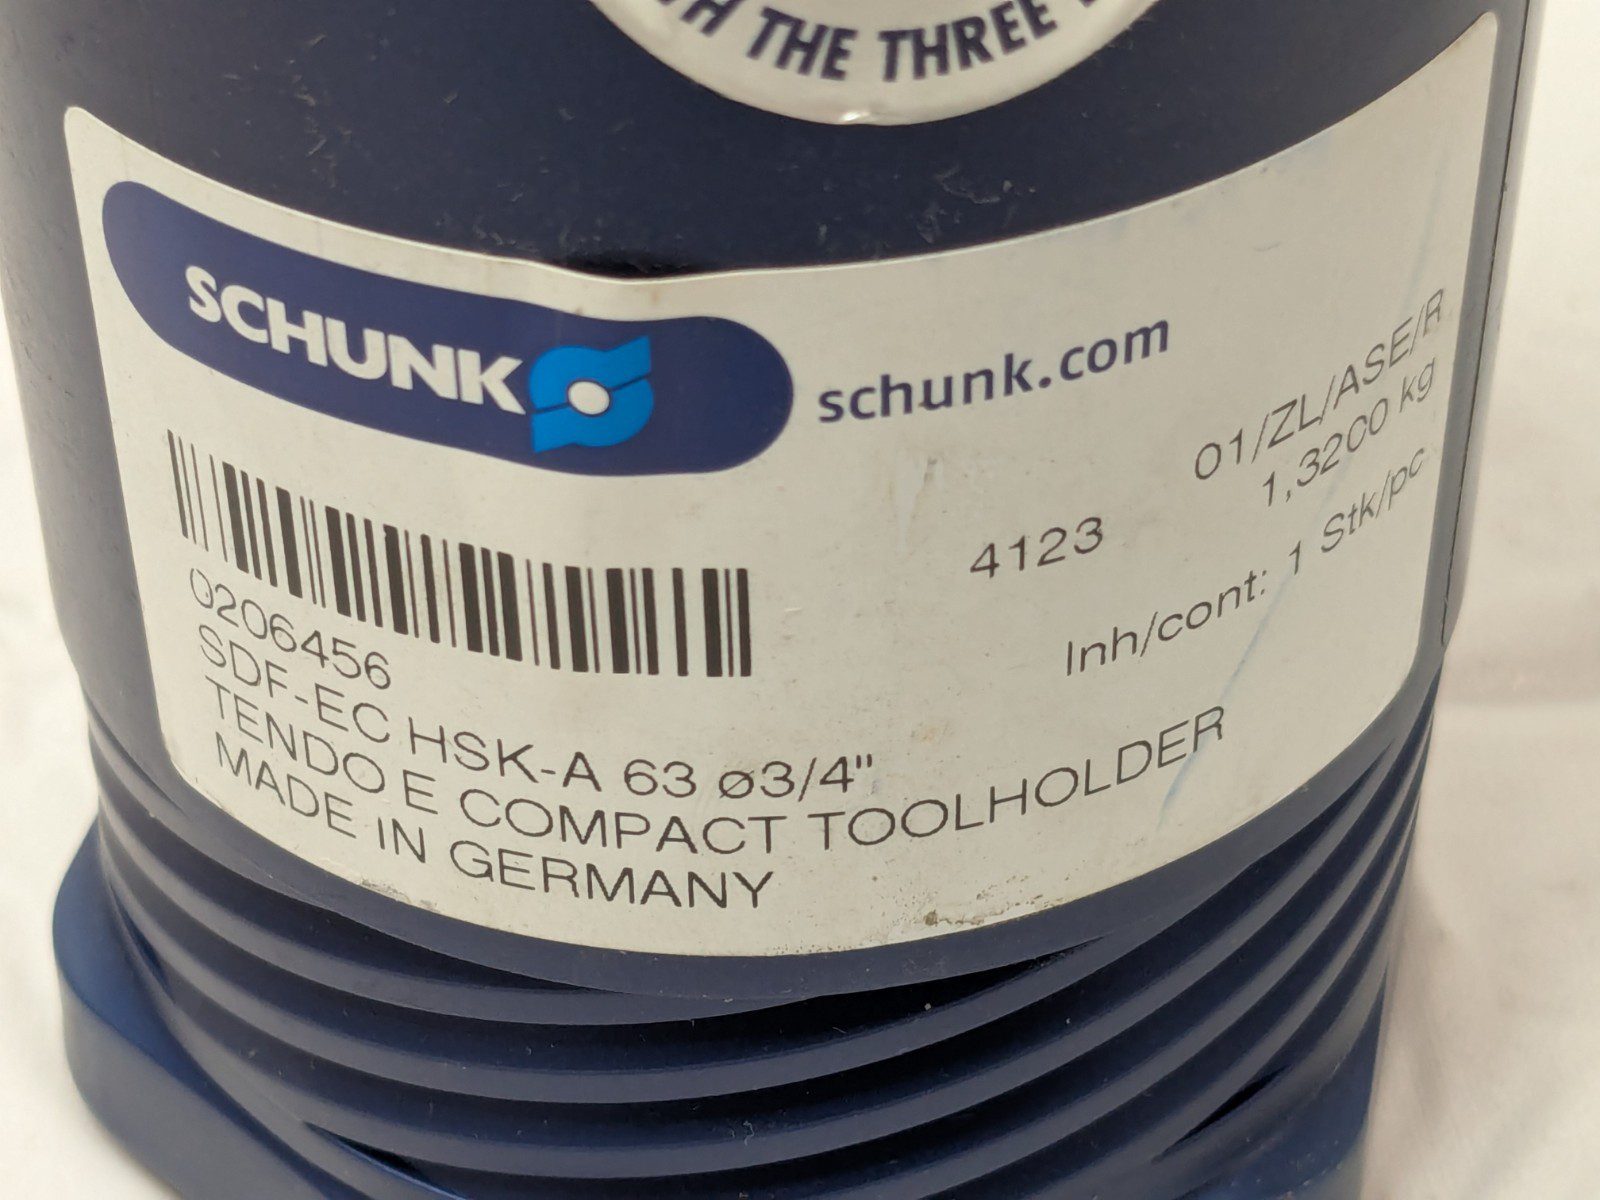 THE THREE
SCHUNK
schunk.com
01/ZL/ASE/R
4123
1,3200 kg
Inh/cont: 1 Stk/pc
0206456
SDF-EC HSK-A 63 ø3/4"
TENDO E COMPACT TOOLHOLDER
MADE IN GERMANY